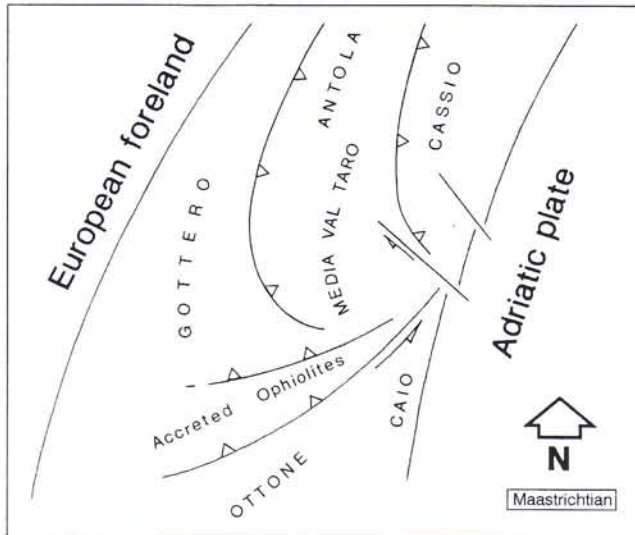 European foreland
GOTTERO
ANTOLA
MEDIA VAL TARO
CASSIO
Adriatic plate
Accreted Ophiolites
OTTONE
CAIO
N
Maastrichtian